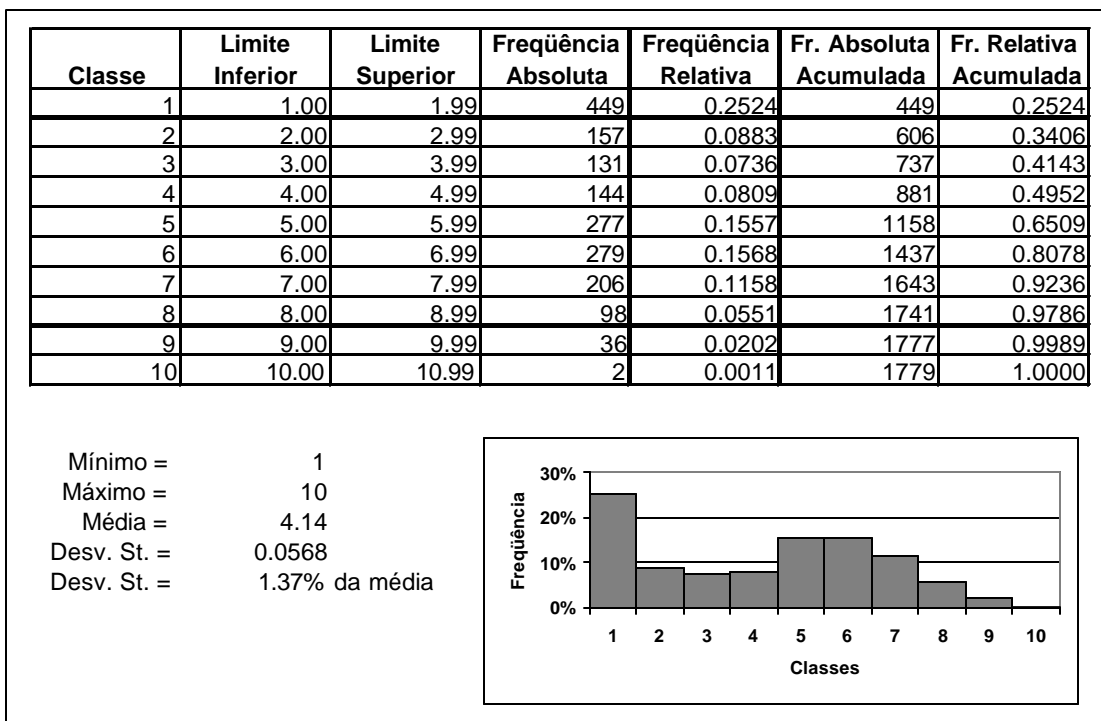 Classe Limite Inferior Limite Superior Freqüência Absoluta Freqüência Relativa Fr. Absoluta Acumulada Fr. Relativa Acumulada
1 1.00 1.99 449 0.2524 449 0.2524
2 2.00 2.99 157 0.0883 606 0.3406
3 3.00 3.99 131 0.0736 737 0.4143
4 4.00 4.99 144 0.0809 881 0.4952
5 5.00 5.99 277 0.1557 1158 0.6509
6 6.00 6.99 279 0.1568 1437 0.8078
7 7.00 7.99 206 0.1158 1643 0.9236
8 8.00 8.99 98 0.0551 1741 0.9786
9 9.00 9.99 36 0.0202 1777 0.9989
10 10.00 10.99 2 0.0011 1779 1.0000
Mínimo = 1
Máximo = 10
Média = 4.14
Desv. St. = 0.0568
Desv. St. = 1.37% da média
Freqüência
30%
20%
10%
0%
1 2 3 4 5 6 7 8 9 10
Classes